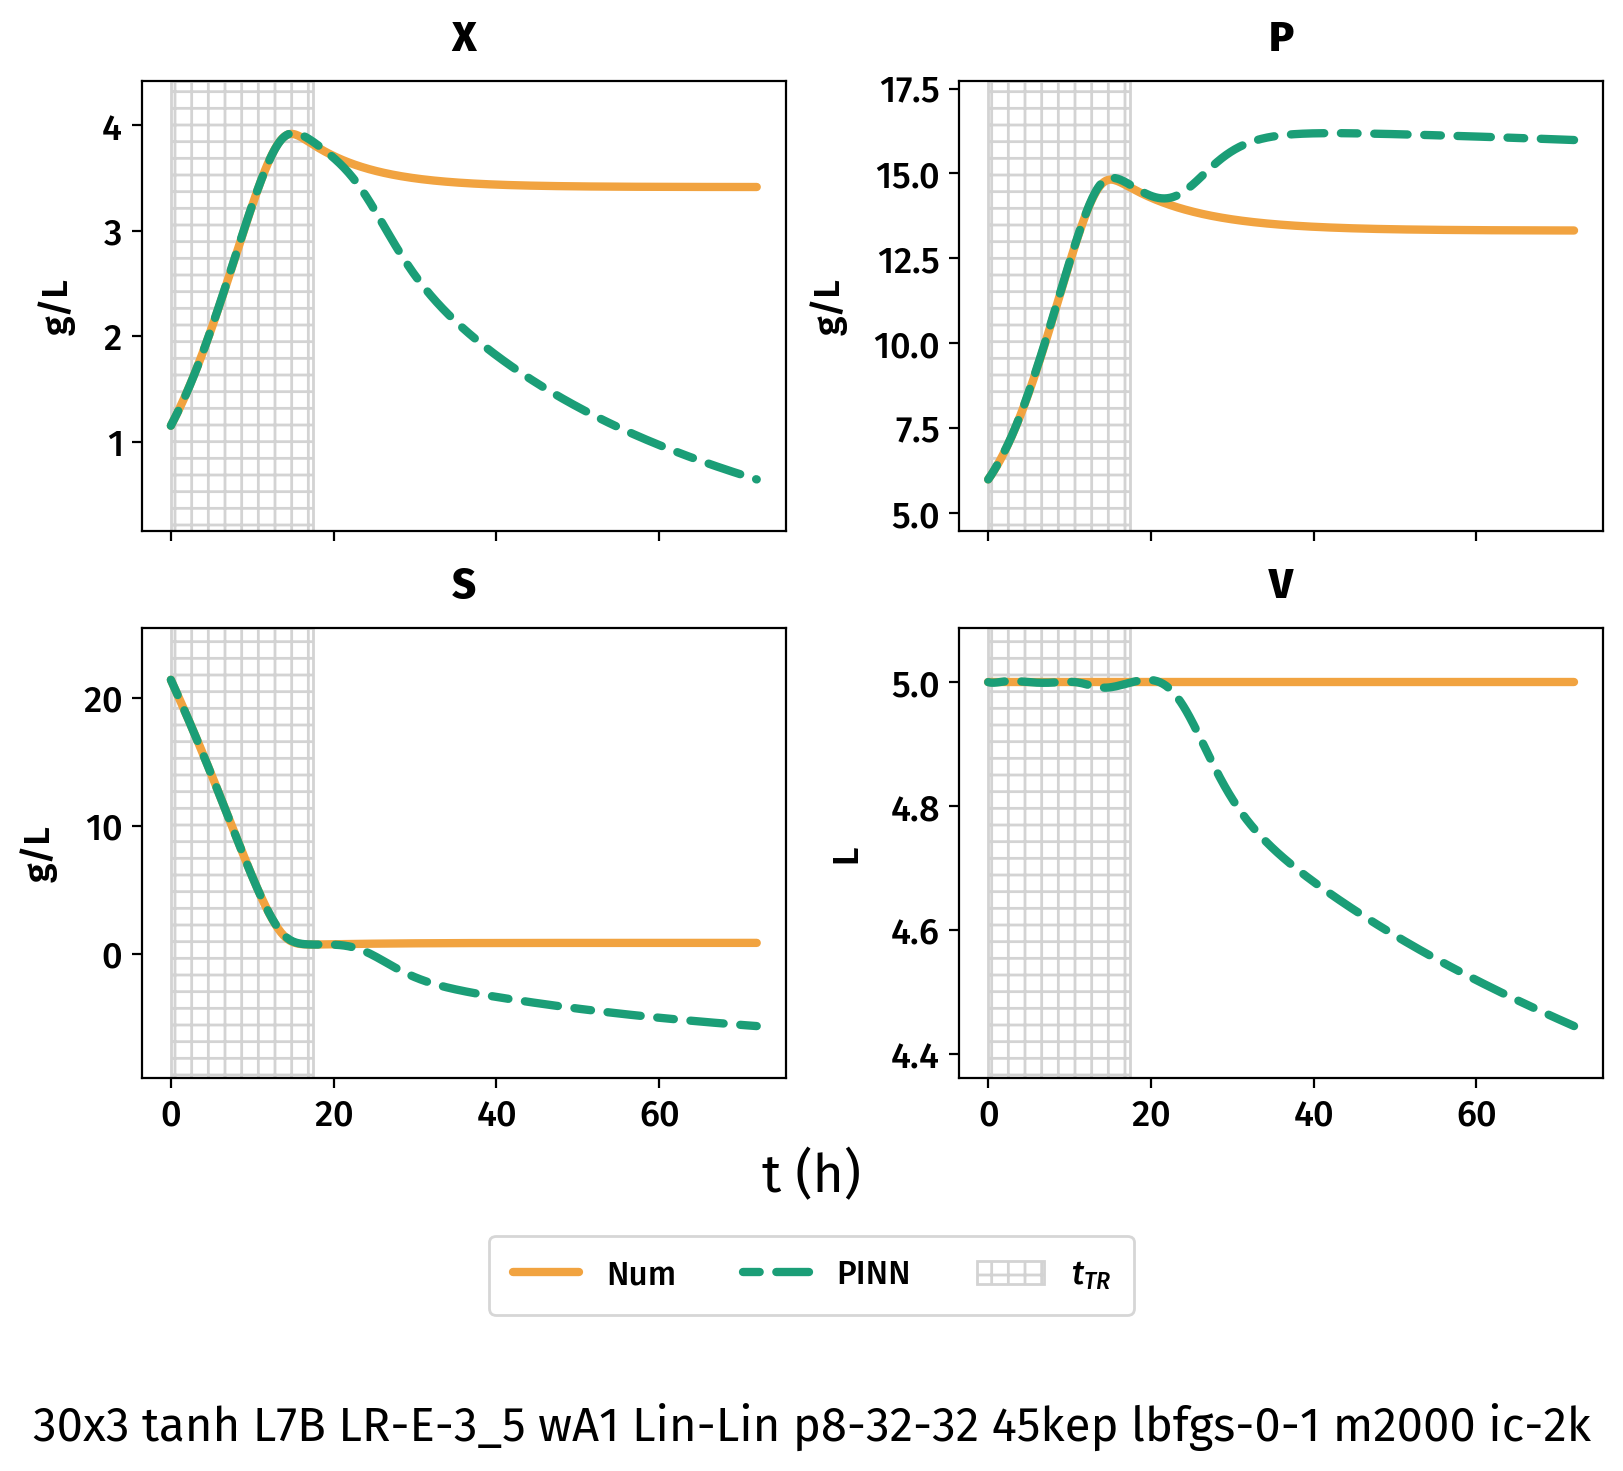 X
P
4
3
2
1
g/L
17.5
15.0
12.5
10.0
7.5
5.0
g/L
S
V
20
10
0
g/L
5.0
4.8
4.6
4.4
L
0 20 40 60
0 20 40 60
t (h)
Num PINN t_TR
30x3 tanh L7B LR-E-3_5 wA1 Lin-Lin p8-32-32 45kep lbfgs-0-1 m2000 ic-2k